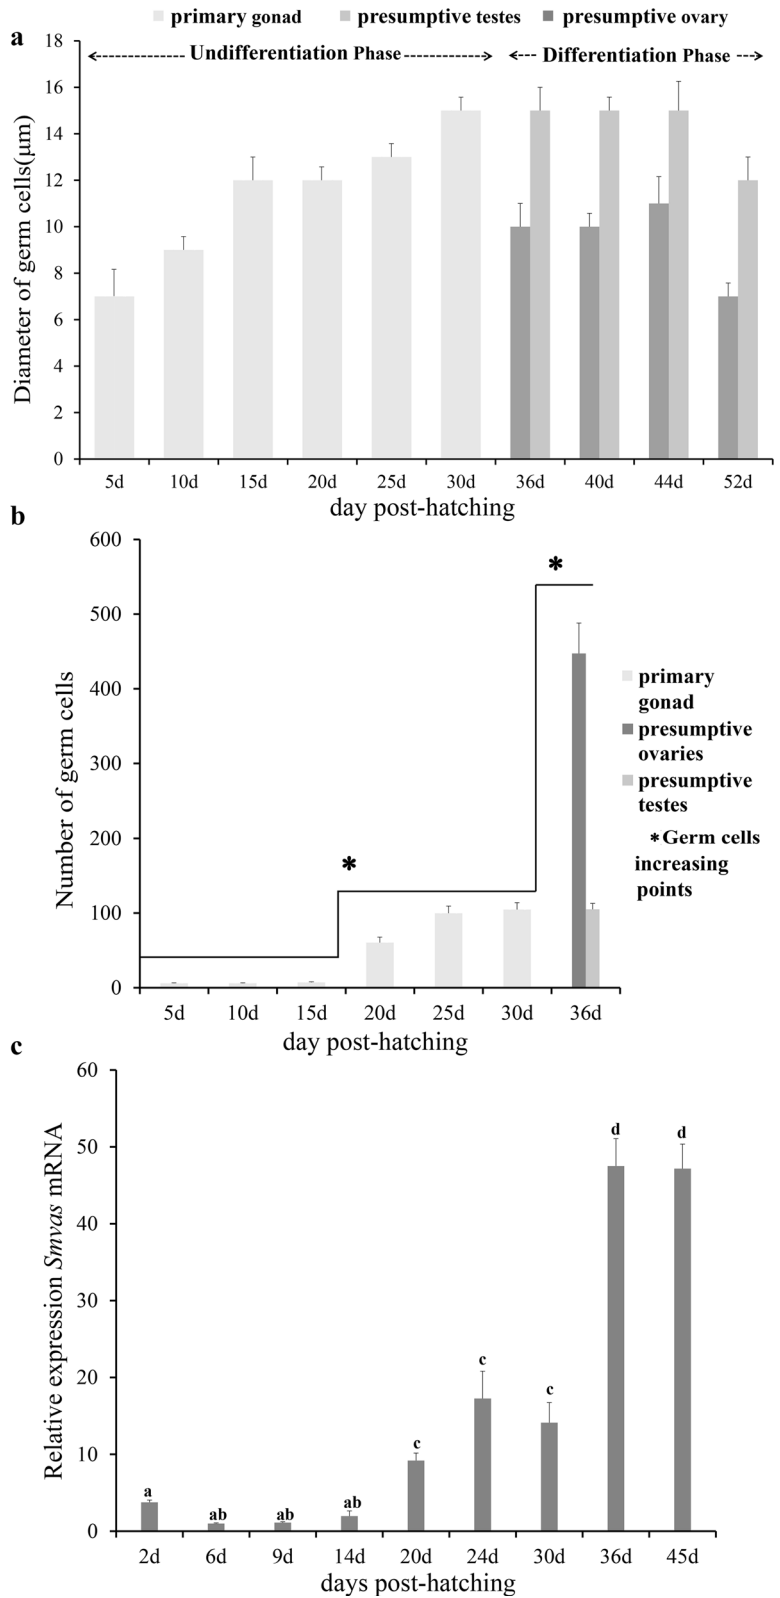 primary gonad presumptive testes presumptive ovary
a
Undifferentiation Phase Differentiation Phase
18
16
14
12
10
8
6
4
2
0
Diameter of germ cells(μm)
5d 10d 15d 20d 25d 30d 36d 40d 44d 52d
day post-hatching
b
600
500
400
300
200
100
0
Number of germ cells
*
*
primary
gonad
presumptive
ovaries
presumptive
testes
*Germ cells
increasing
points
5d 10d 15d 20d 25d 30d 36d
day post-hatching
c
60
50
40
30
20
10
0
Relative expression Smvas mRNA
a ab ab ab c c c d d
2d 6d 9d 14d 20d 24d 30d 36d 45d
days post-hatching